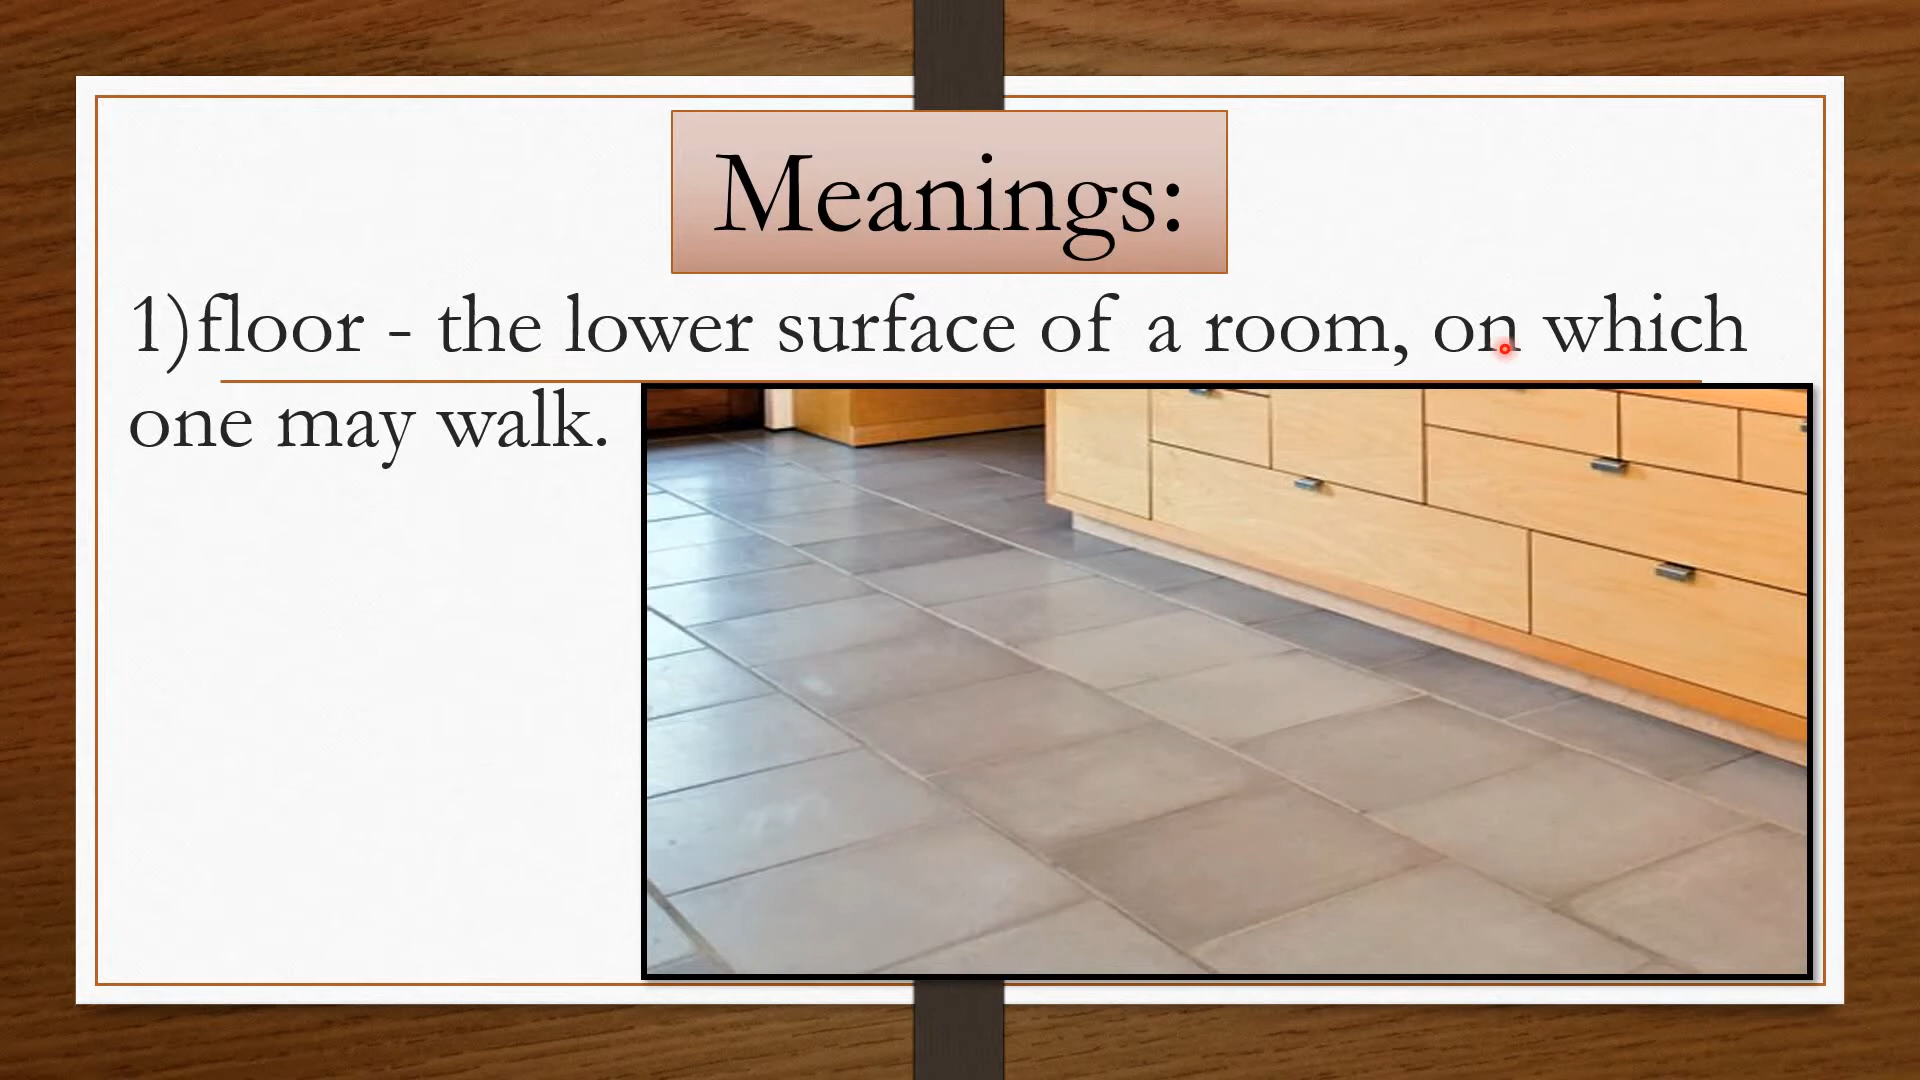 Meanings:
1)floor - the lower surface of a room, on which
one may walk.